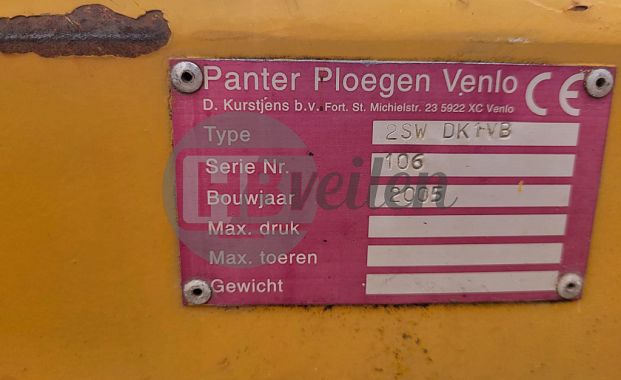 Panter Ploegen Venlo CE
D. Kurstjens b.v. Fort. St. Michielstr. 23 5922 XC Venlo
Type 2SW DK1VB
Serie Nr. 106
Bouwjaar 2005
HBveilen
Max. druk
Max. toeren
Gewicht